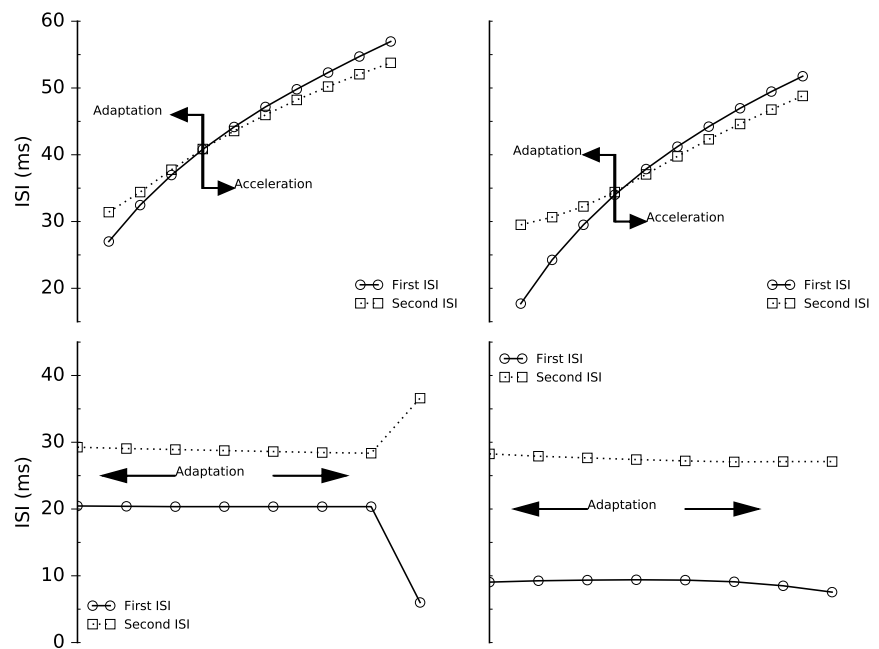 60
50
40
30
20
ISI (ms)
Adaptation
Acceleration
First ISI
Second ISI
Adaptation
Acceleration
First ISI
Second ISI
40
30
20
10
0
ISI (ms)
Adaptation
First ISI
Second ISI
First ISI
Second ISI
Adaptation